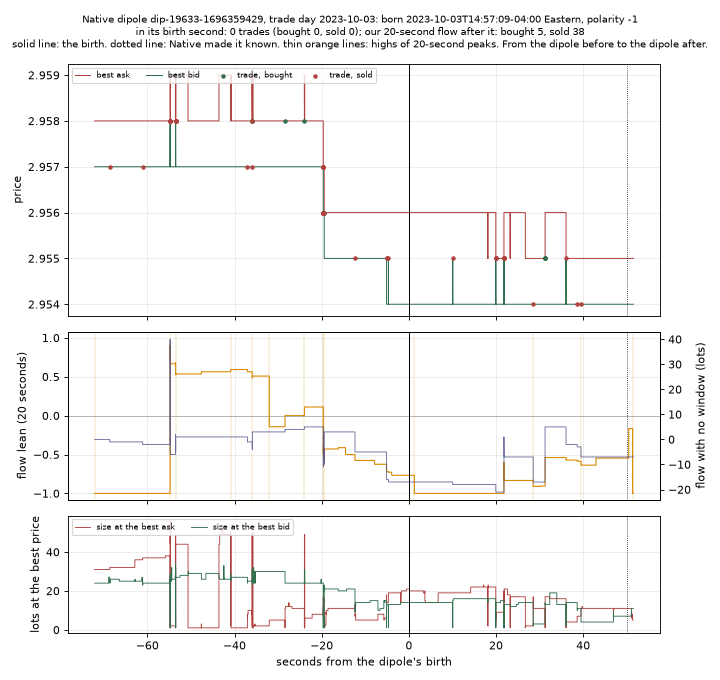 Native dipole dip-19633-1696359429, trade day 2023-10-03: born 2023-10-03T14:57:09-04:00 Eastern, polarity -1
in its birth second: 0 trades (bought 0, sold 0); our 20-second flow after it: bought 5, sold 38
solid line: the birth. dotted line: Native made it known. thin orange lines: highs of 20-second peaks. From the dipole before to the dipole after.
best ask best bid trade, bought trade, sold
2.959
2.958
2.957
2.956
2.955
2.954
price
1.0
0.5
0.0
−0.5
−1.0
flow lean (20 seconds)
40
30
20
10
0
−10
−20
flow with no window (lots)
size at the best ask size at the best bid
40
20
0
lots at the best price
−60 −40 −20 0 20 40
seconds from the dipole's birth